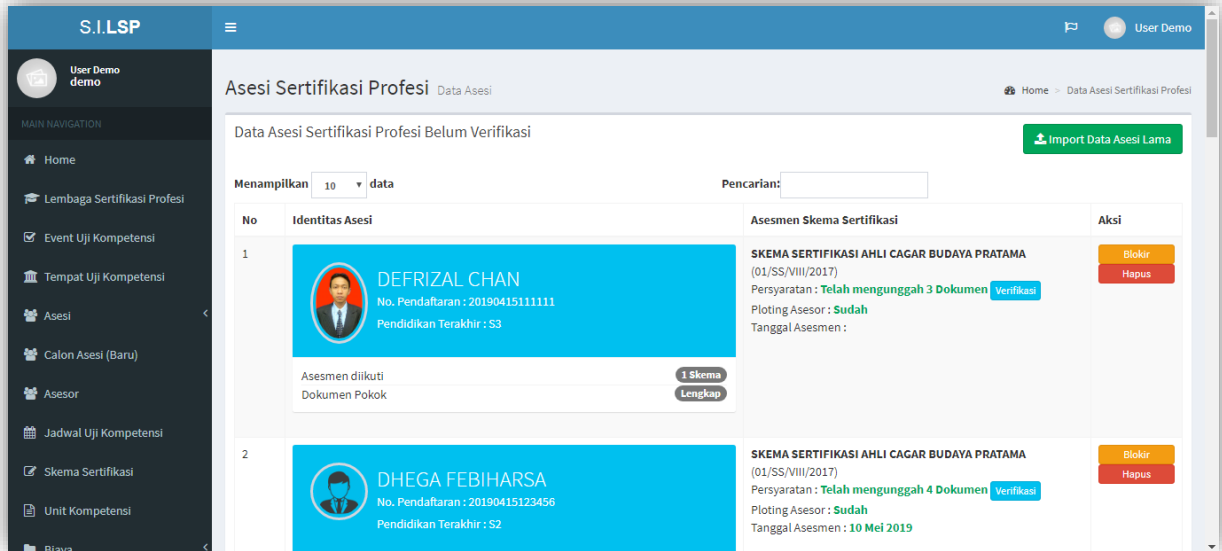 S.I.LSP
User Demo
User Demo
demo
MAIN NAVIGATION
Home
Lembaga Sertifikasi Profesi
Event Uji Kompetensi
Tempat Uji Kompetensi
Asesi
Calon Asesi (Baru)
Asesor
Jadwal Uji Kompetensi
Skema Sertifikasi
Unit Kompetensi
Biaya
Asesi Sertifikasi Profesi Data Asesi
Home > Data Asesi Sertifikasi Profesi
Data Asesi Sertifikasi Profesi Belum Verifikasi
Import Data Asesi Lama
Menampilkan 10 data
Pencarian:
No Identitas Asesi Asesmen Skema Sertifikasi Aksi
1
DEFRIZAL CHAN
No. Pendaftaran : 20190415111111
Pendidikan Terakhir : S3
Asesmen diikuti 1 Skema
Dokumen Pokok Lengkap
SKEMA SERTIFIKASI AHLI CAGAR BUDAYA PRATAMA
(01/SS/VIII/2017)
Persyaratan : Telah mengunggah 3 Dokumen Verifikasi
Ploting Asesor : Sudah
Tanggal Asesmen :
Blokir
Hapus
2
DHEGA FEBIHARSA
No. Pendaftaran : 20190415123456
Pendidikan Terakhir : S2
SKEMA SERTIFIKASI AHLI CAGAR BUDAYA PRATAMA
(01/SS/VIII/2017)
Persyaratan : Telah mengunggah 4 Dokumen Verifikasi
Ploting Asesor : Sudah
Tanggal Asesmen : 10 Mei 2019
Blokir
Hapus